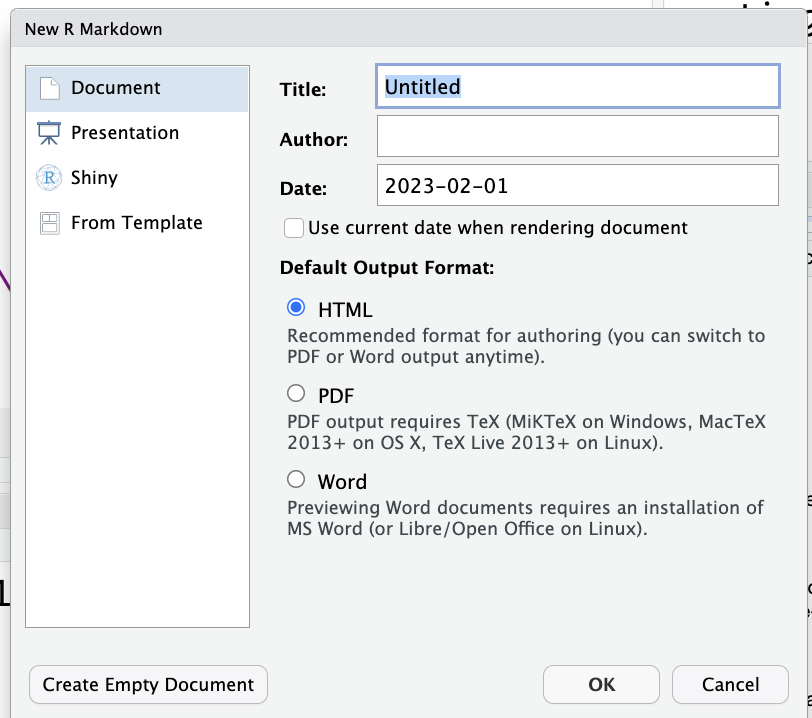 New R Markdown
Document
Presentation
Shiny
From Template
Title: Untitled
Author:
Date: 2023-02-01
Use current date when rendering document
Default Output Format:
HTML
Recommended format for authoring (you can switch to
PDF or Word output anytime).
PDF
PDF output requires TeX (MiKTeX on Windows, MacTeX
2013+ on OS X, TeX Live 2013+ on Linux).
Word
Previewing Word documents requires an installation of
MS Word (or Libre/Open Office on Linux).
Create Empty Document
OK
Cancel